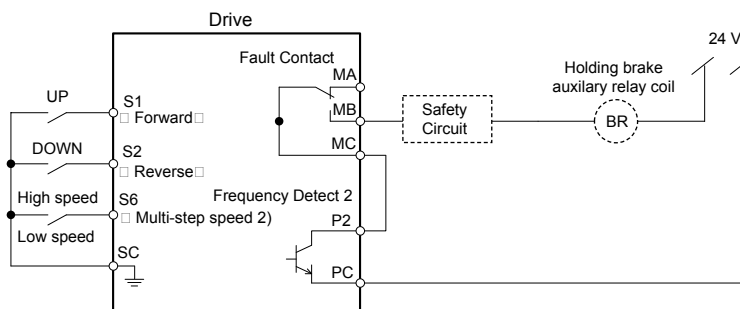 Drive
24 V
Fault Contact
MA
Holding brake
auxilary relay coil
UP
S1
□ Forward□
MB
Safety
Circuit
BR
DOWN
MC
S2
□ Reverse□
High speed
S6
Frequency Detect 2
□ Multi-step speed 2)
P2
Low speed
SC
PC